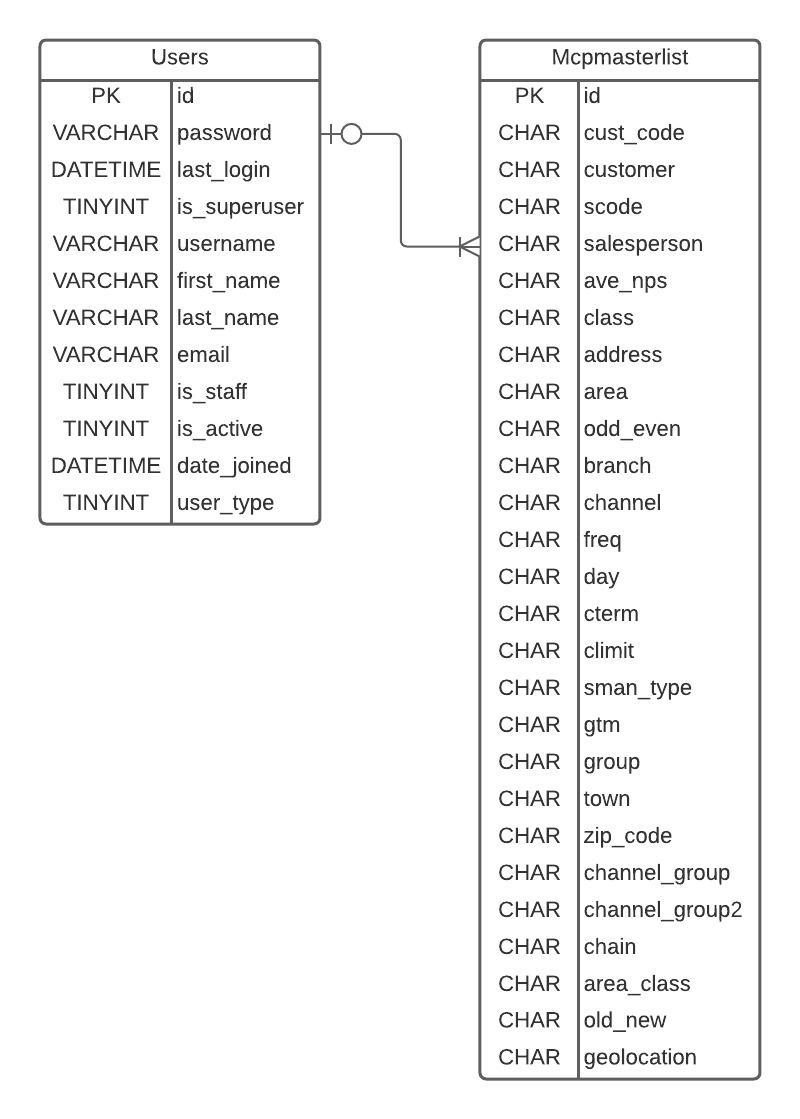 Users
PK id
VARCHAR password
DATETIME last_login
TINYINT is_superuser
VARCHAR username
VARCHAR first_name
VARCHAR last_name
VARCHAR email
TINYINT is_staff
TINYINT is_active
DATETIME date_joined
TINYINT user_type
Mcpmasterlist
PK id
CHAR cust_code
CHAR customer
CHAR scode
CHAR salesperson
CHAR ave_nps
CHAR class
CHAR address
CHAR area
CHAR odd_even
CHAR branch
CHAR channel
CHAR freq
CHAR day
CHAR cterm
CHAR climit
CHAR sman_type
CHAR gtm
CHAR group
CHAR town
CHAR zip_code
CHAR channel_group
CHAR channel_group2
CHAR chain
CHAR area_class
CHAR old_new
CHAR geolocation